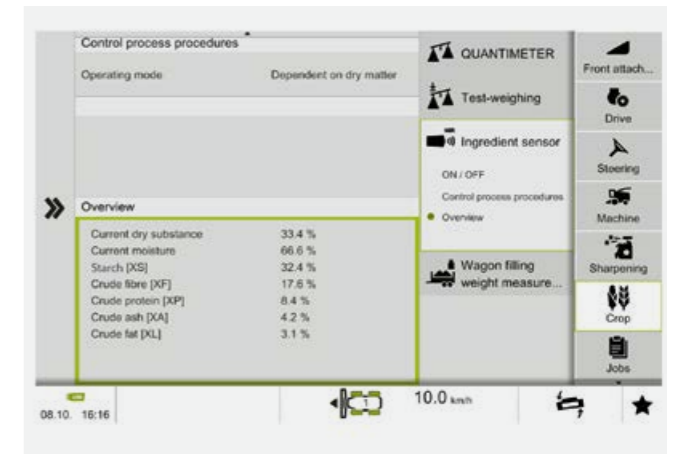 Control process procedures
Operating mode Dependent on dry matter
Overview
Current dry substance 33.4 %
Current moisture 66.6 %
Starch [XS] 32.4 %
Crude fibre [XF] 17.6 %
Crude protein [XP] 8.4 %
Crude ash [XA] 4.2 %
Crude fat [XL] 3.1 %
QUANTIMETER
Test-weighing
Ingredient sensor
ON / OFF
Control process procedures
Overview
Wagon filling
weight measure...
Front attach...
Drive
Steering
Machine
Sharpening
Crop
Jobs
08.10. 16:16
1
10.0 km/h